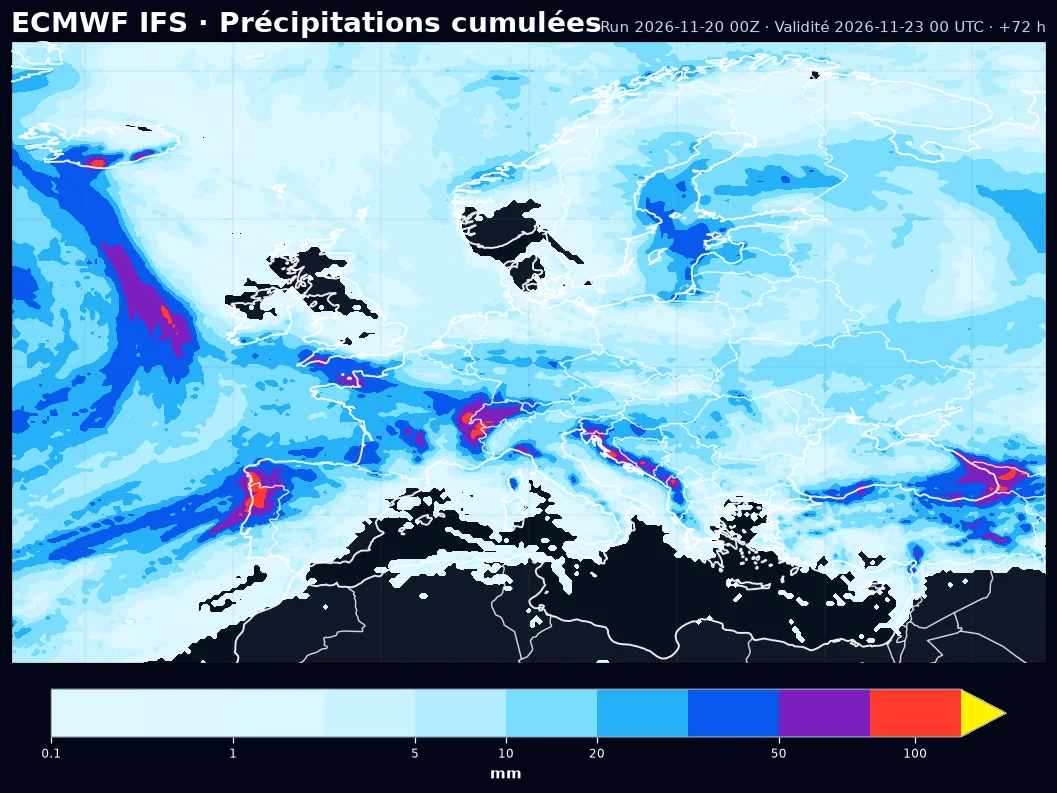 ECMWF IFS · Précipitations cumulées
Run 2026-11-20 00Z · Validité 2026-11-23 00 UTC · +72 h
0.1 1 5 10 20 50 100
mm